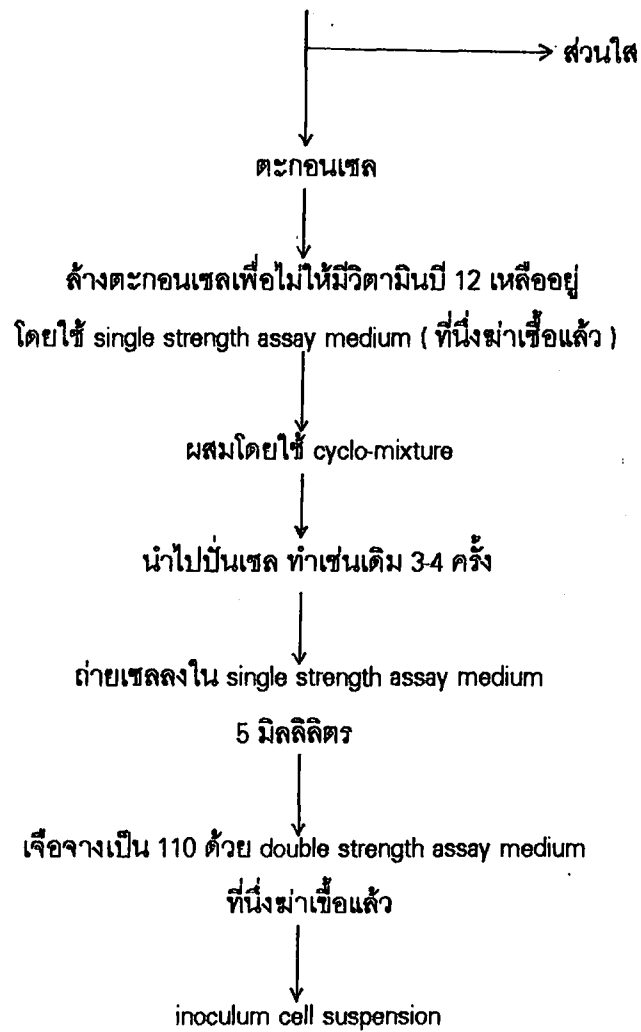 ส่วนใส
ตะกอนเซล
ล้างตะกอนเซลเพื่อไม่ให้มีวิตามินบี 12 เหลืออยู่
โดยใช้ single strength assay medium ( ที่นึ่งฆ่าเชื้อแล้ว )
ผสมโดยใช้ cyclo-mixture
นำไปปั่นเซล ทำเช่นเดิม 3-4 ครั้ง
ถ่ายเซลลงใน single strength assay medium
5 มิลลิลิตร
เจือจางเป็น 110 ด้วย double strength assay medium
ที่นึ่งฆ่าเชื้อแล้ว
inoculum cell suspension